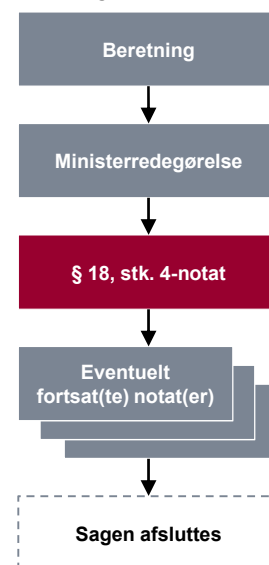 Beretning
Ministerredegørelse
§ 18, stk. 4-notat
Eventuelt
fortsat(te) notat(er)
Sagen afsluttes